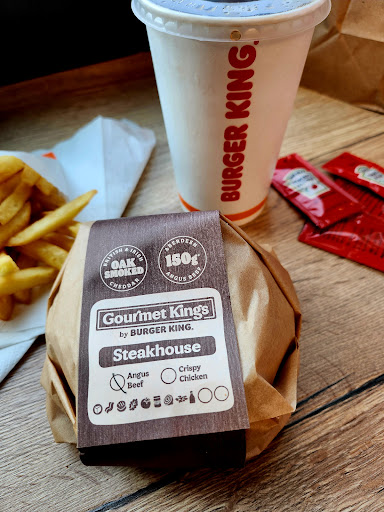 BURGER KING
BRITISH & IRISH
OAK
SMOKED
CHEDDAR
ABERDEEN
150g
ANGUS BEEF
Gourmet Kings
by BURGER KING.
Steakhouse
Angus
Beef
Crispy
Chicken